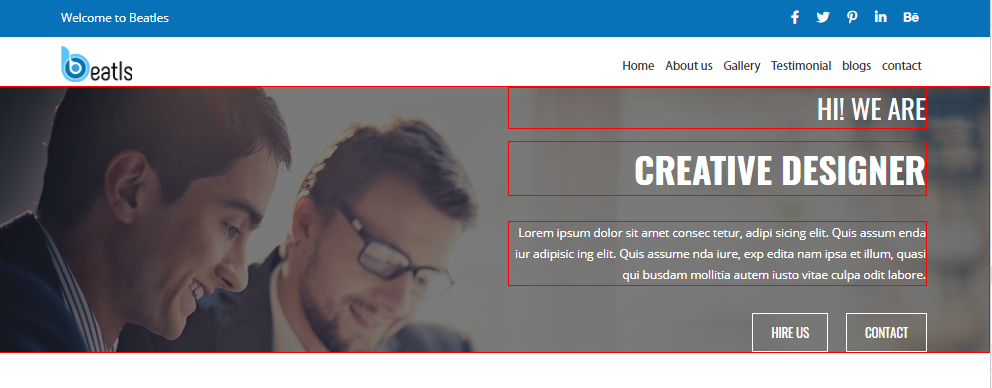 Welcome to Beatles
beatls
Home About us Gallery Testimonial blogs contact
HI! WE ARE
CREATIVE DESIGNER
Lorem ipsum dolor sit amet consec tetur, adipi sicing elit. Quis assum enda
iur adipisic ing elit. Quis assume nda iure, exp edita nam ipsa et illum, quasi
qui busdam mollitia autem iusto vitae culpa odit labore.
HIRE US CONTACT